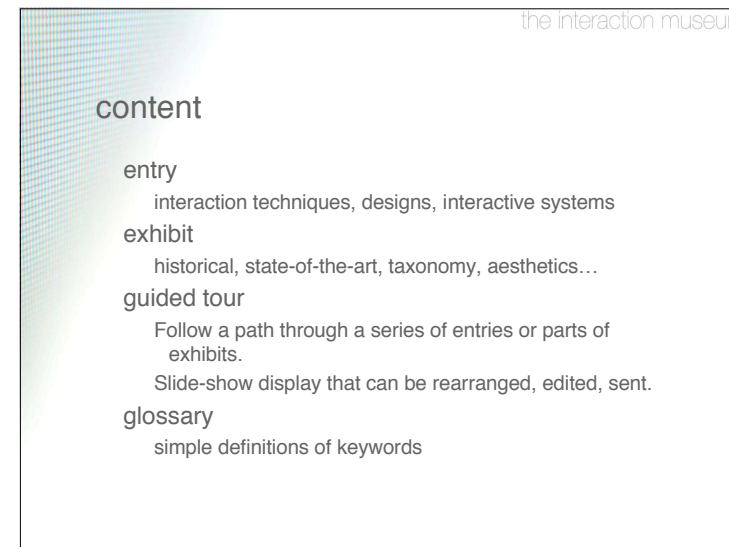 the interaction museu
content
entry
interaction techniques, designs, interactive systems
exhibit
historical, state-of-the-art, taxonomy, aesthetics…
guided tour
Follow a path through a series of entries or parts of
exhibits.
Slide-show display that can be rearranged, edited, sent.
glossary
simple definitions of keywords